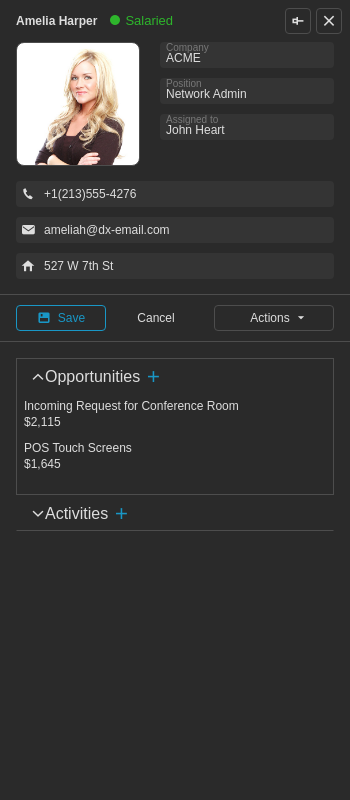 Amelia Harper
Salaried
Company
ACME
Position
Network Admin
Assigned to
John Heart
+1(213)555-4276
ameliah@dx-email.com
527 W 7th St
Save
Cancel
Actions
Opportunities
Incoming Request for Conference Room
$2,115
POS Touch Screens
$1,645
Activities